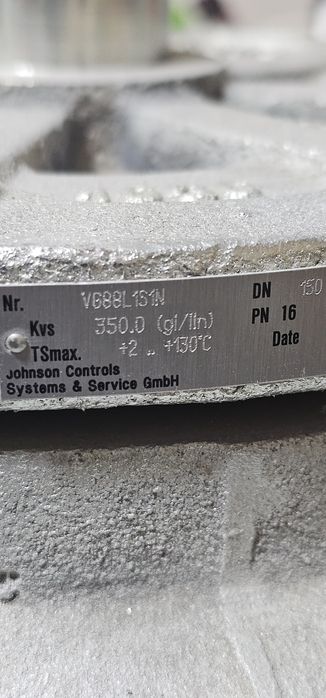 Nr. VG88L1S1N DN 150
Kvs 350.0 (gl/lin) PN 16
TSmax. +2 .. +130°C Date
Johnson Controls
Systems & Service GmbH